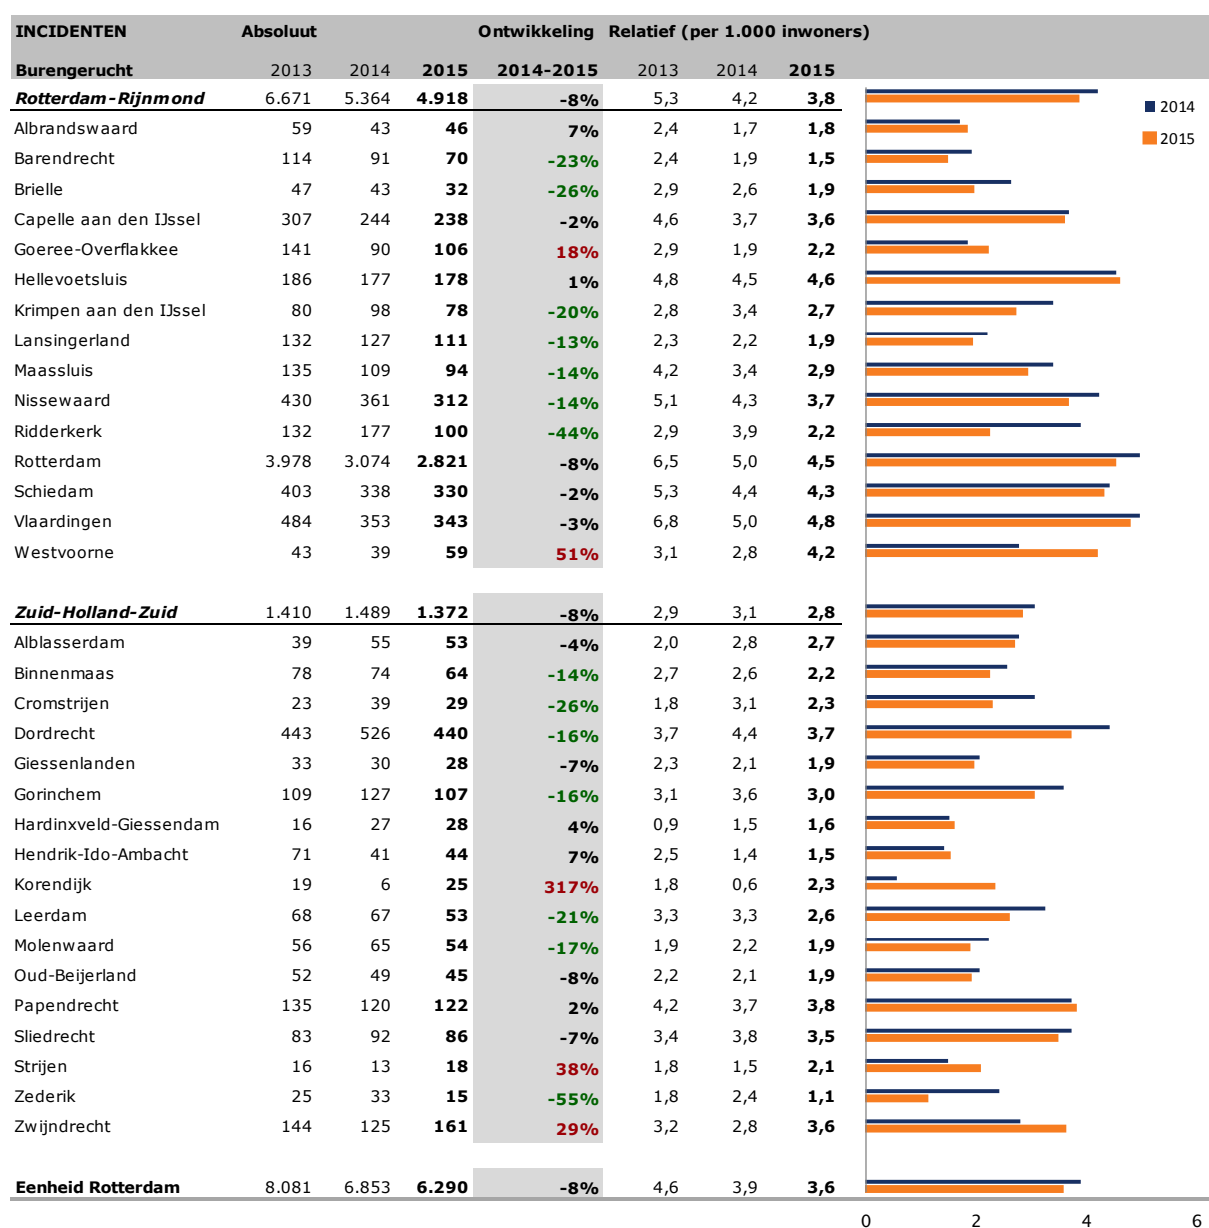 INCIDENTEN Absoluut Ontwikkeling Relatief (per 1.000 inwoners)
Burengerucht 2013 2014 2015 2014-2015 2013 2014 2015
Rotterdam-Rijnmond 6.671 5.364 4.918 -8% 5,3 4,2 3,8
2014
Albrandswaard 59 43 46 7% 2,4 1,7 1,8
2015
Barendrecht 114 91 70 -23% 2,4 1,9 1,5
Brielle 47 43 32 -26% 2,9 2,6 1,9
Capelle aan den IJssel 307 244 238 -2% 4,6 3,7 3,6
Goeree-Overflakkee 141 90 106 18% 2,9 1,9 2,2
Hellevoetsluis 186 177 178 1% 4,8 4,5 4,6
Krimpen aan den IJssel 80 98 78 -20% 2,8 3,4 2,7
Lansingerland 132 127 111 -13% 2,3 2,2 1,9
Maassluis 135 109 94 -14% 4,2 3,4 2,9
Nissewaard 430 361 312 -14% 5,1 4,3 3,7
Ridderkerk 132 177 100 -44% 2,9 3,9 2,2
Rotterdam 3.978 3.074 2.821 -8% 6,5 5,0 4,5
Schiedam 403 338 330 -2% 5,3 4,4 4,3
Vlaardingen 484 353 343 -3% 6,8 5,0 4,8
Westvoorne 43 39 59 51% 3,1 2,8 4,2
Zuid-Holland-Zuid 1.410 1.489 1.372 -8% 2,9 3,1 2,8
Alblasserdam 39 55 53 -4% 2,0 2,8 2,7
Binnenmaas 78 74 64 -14% 2,7 2,6 2,2
Cromstrijen 23 39 29 -26% 1,8 3,1 2,3
Dordrecht 443 526 440 -16% 3,7 4,4 3,7
Giessenlanden 33 30 28 -7% 2,3 2,1 1,9
Gorinchem 109 127 107 -16% 3,1 3,6 3,0
Hardinxveld-Giessendam 16 27 28 4% 0,9 1,5 1,6
Hendrik-Ido-Ambacht 71 41 44 7% 2,5 1,4 1,5
Korendijk 19 6 25 317% 1,8 0,6 2,3
Leerdam 68 67 53 -21% 3,3 3,3 2,6
Molenwaard 56 65 54 -17% 1,9 2,2 1,9
Oud-Beijerland 52 49 45 -8% 2,2 2,1 1,9
Papendrecht 135 120 122 2% 4,2 3,7 3,8
Sliedrecht 83 92 86 -7% 3,4 3,8 3,5
Strijen 16 13 18 38% 1,8 1,5 2,1
Zederik 25 33 15 -55% 1,8 2,4 1,1
Zwijndrecht 144 125 161 29% 3,2 2,8 3,6
Eenheid Rotterdam 8.081 6.853 6.290 -8% 4,6 3,9 3,6
0 2 4 6